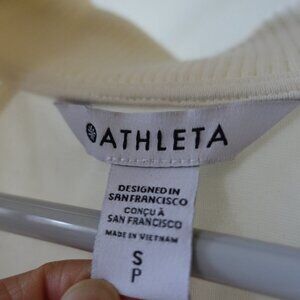 ATHLETA
DESIGNED IN
SAN FRANCISCO
CONÇU À
SAN FRANCISCO
MADE IN VIETNAM
S
P